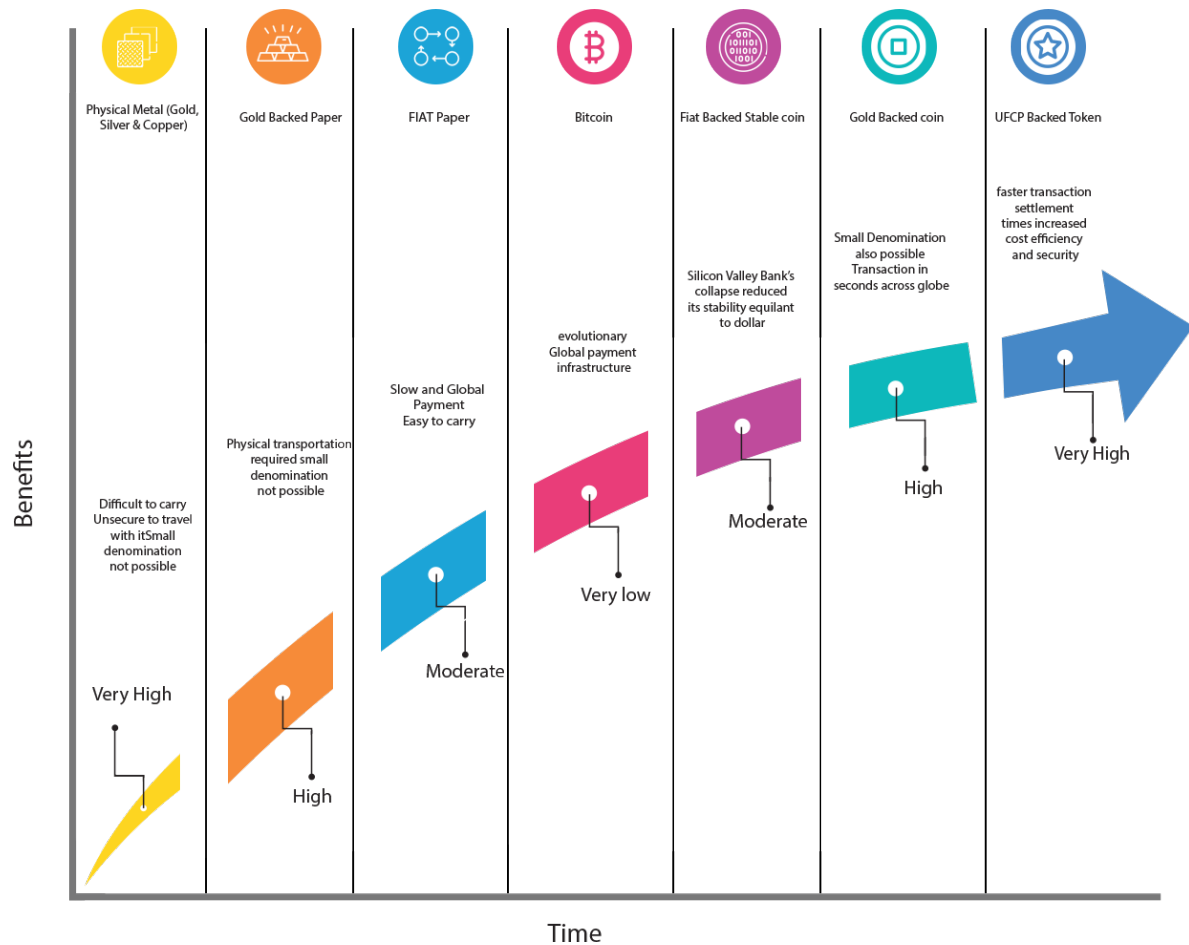 001
101101
011010
1001
Physical Metal (Gold,
Silver & Copper)
Gold Backed Paper
FIAT Paper
Bitcoin
Fiat Backed Stable coin
Gold Backed coin
UFCP Backed Token
Difficult to carry
Unsecure to travel
with itSmall
denomination
not possible
Physical transportation
required small
denomination
not possible
Slow and Global
Payment
Easy to carry
evolutionary
Global payment
infrastructure
Silicon Valley Bank's
collapse reduced
its stability equilant
to dollar
Small Denomination
also possible
Transaction in
seconds across globe
faster transaction
settlement
times increased
cost efficiency
and security
Very High
High
Moderate
Very low
Moderate
High
Very High
Benefits
Time